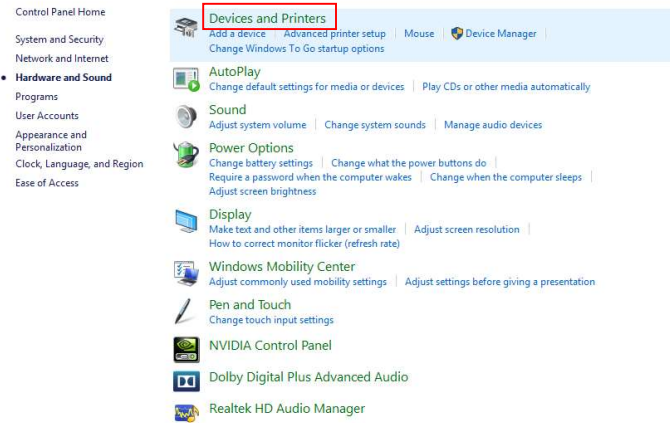 Control Panel Home
System and Security
Network and Internet
Hardware and Sound
Programs
User Accounts
Appearance and
Personalization
Clock, Language, and Region
Ease of Access
Devices and Printers
Add a device Advanced printer setup Mouse Device Manager
Change Windows To Go startup options
AutoPlay
Change default settings for media or devices Play CDs or other media automatically
Sound
Adjust system volume Change system sounds Manage audio devices
Power Options
Change battery settings Change what the power buttons do
Require a password when the computer wakes Change when the computer sleeps
Adjust screen brightness
Display
Make text and other items larger or smaller Adjust screen resolution
How to correct monitor flicker (refresh rate)
Windows Mobility Center
Adjust commonly used mobility settings Adjust settings before giving a presentation
Pen and Touch
Change touch input settings
NVIDIA Control Panel
Dolby Digital Plus Advanced Audio
Realtek HD Audio Manager